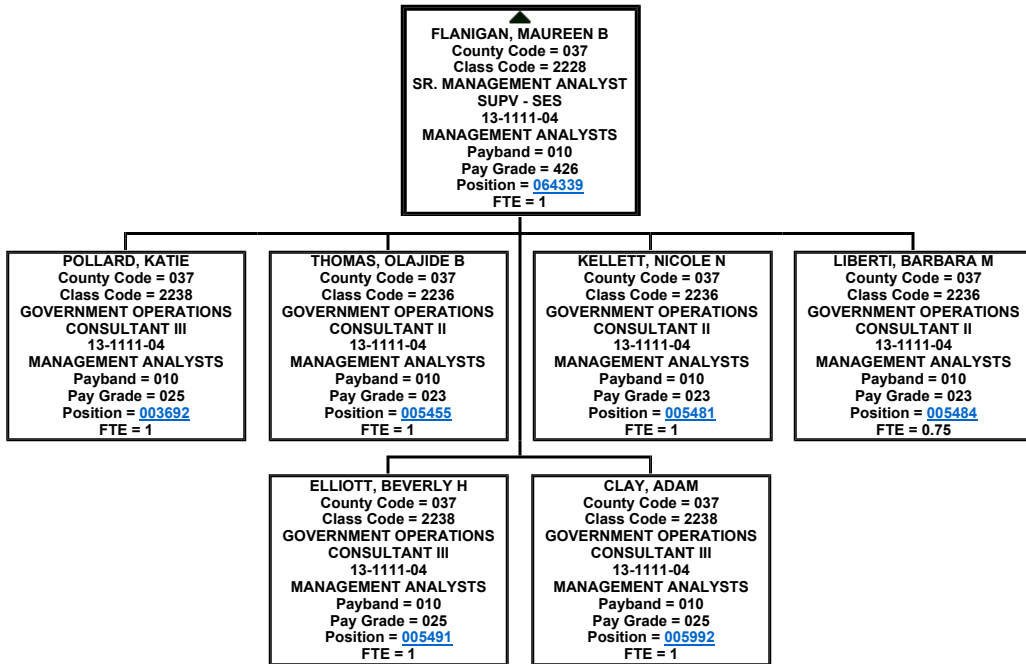 FLANIGAN, MAUREEN B
County Code = 037
Class Code = 2228
SR. MANAGEMENT ANALYST
SUPV - SES
13-1111-04
MANAGEMENT ANALYSTS
Payband = 010
Pay Grade = 426
Position = 064339
FTE = 1
POLLARD, KATIE
County Code = 037
Class Code = 2238
GOVERNMENT OPERATIONS
CONSULTANT III
13-1111-04
MANAGEMENT ANALYSTS
Payband = 010
Pay Grade = 025
Position = 003692
FTE = 1
THOMAS, OLAJIDE B
County Code = 037
Class Code = 2236
GOVERNMENT OPERATIONS
CONSULTANT II
13-1111-04
MANAGEMENT ANALYSTS
Payband = 010
Pay Grade = 023
Position = 005455
FTE = 1
KELLETT, NICOLE N
County Code = 037
Class Code = 2236
GOVERNMENT OPERATIONS
CONSULTANT II
13-1111-04
MANAGEMENT ANALYSTS
Payband = 010
Pay Grade = 023
Position = 005481
FTE = 1
LIBERTI, BARBARA M
County Code = 037
Class Code = 2236
GOVERNMENT OPERATIONS
CONSULTANT II
13-1111-04
MANAGEMENT ANALYSTS
Payband = 010
Pay Grade = 023
Position = 005484
FTE = 0.75
ELLIOTT, BEVERLY H
County Code = 037
Class Code = 2238
GOVERNMENT OPERATIONS
CONSULTANT III
13-1111-04
MANAGEMENT ANALYSTS
Payband = 010
Pay Grade = 025
Position = 005491
FTE = 1
CLAY, ADAM
County Code = 037
Class Code = 2238
GOVERNMENT OPERATIONS
CONSULTANT III
13-1111-04
MANAGEMENT ANALYSTS
Payband = 010
Pay Grade = 025
Position = 005992
FTE = 1